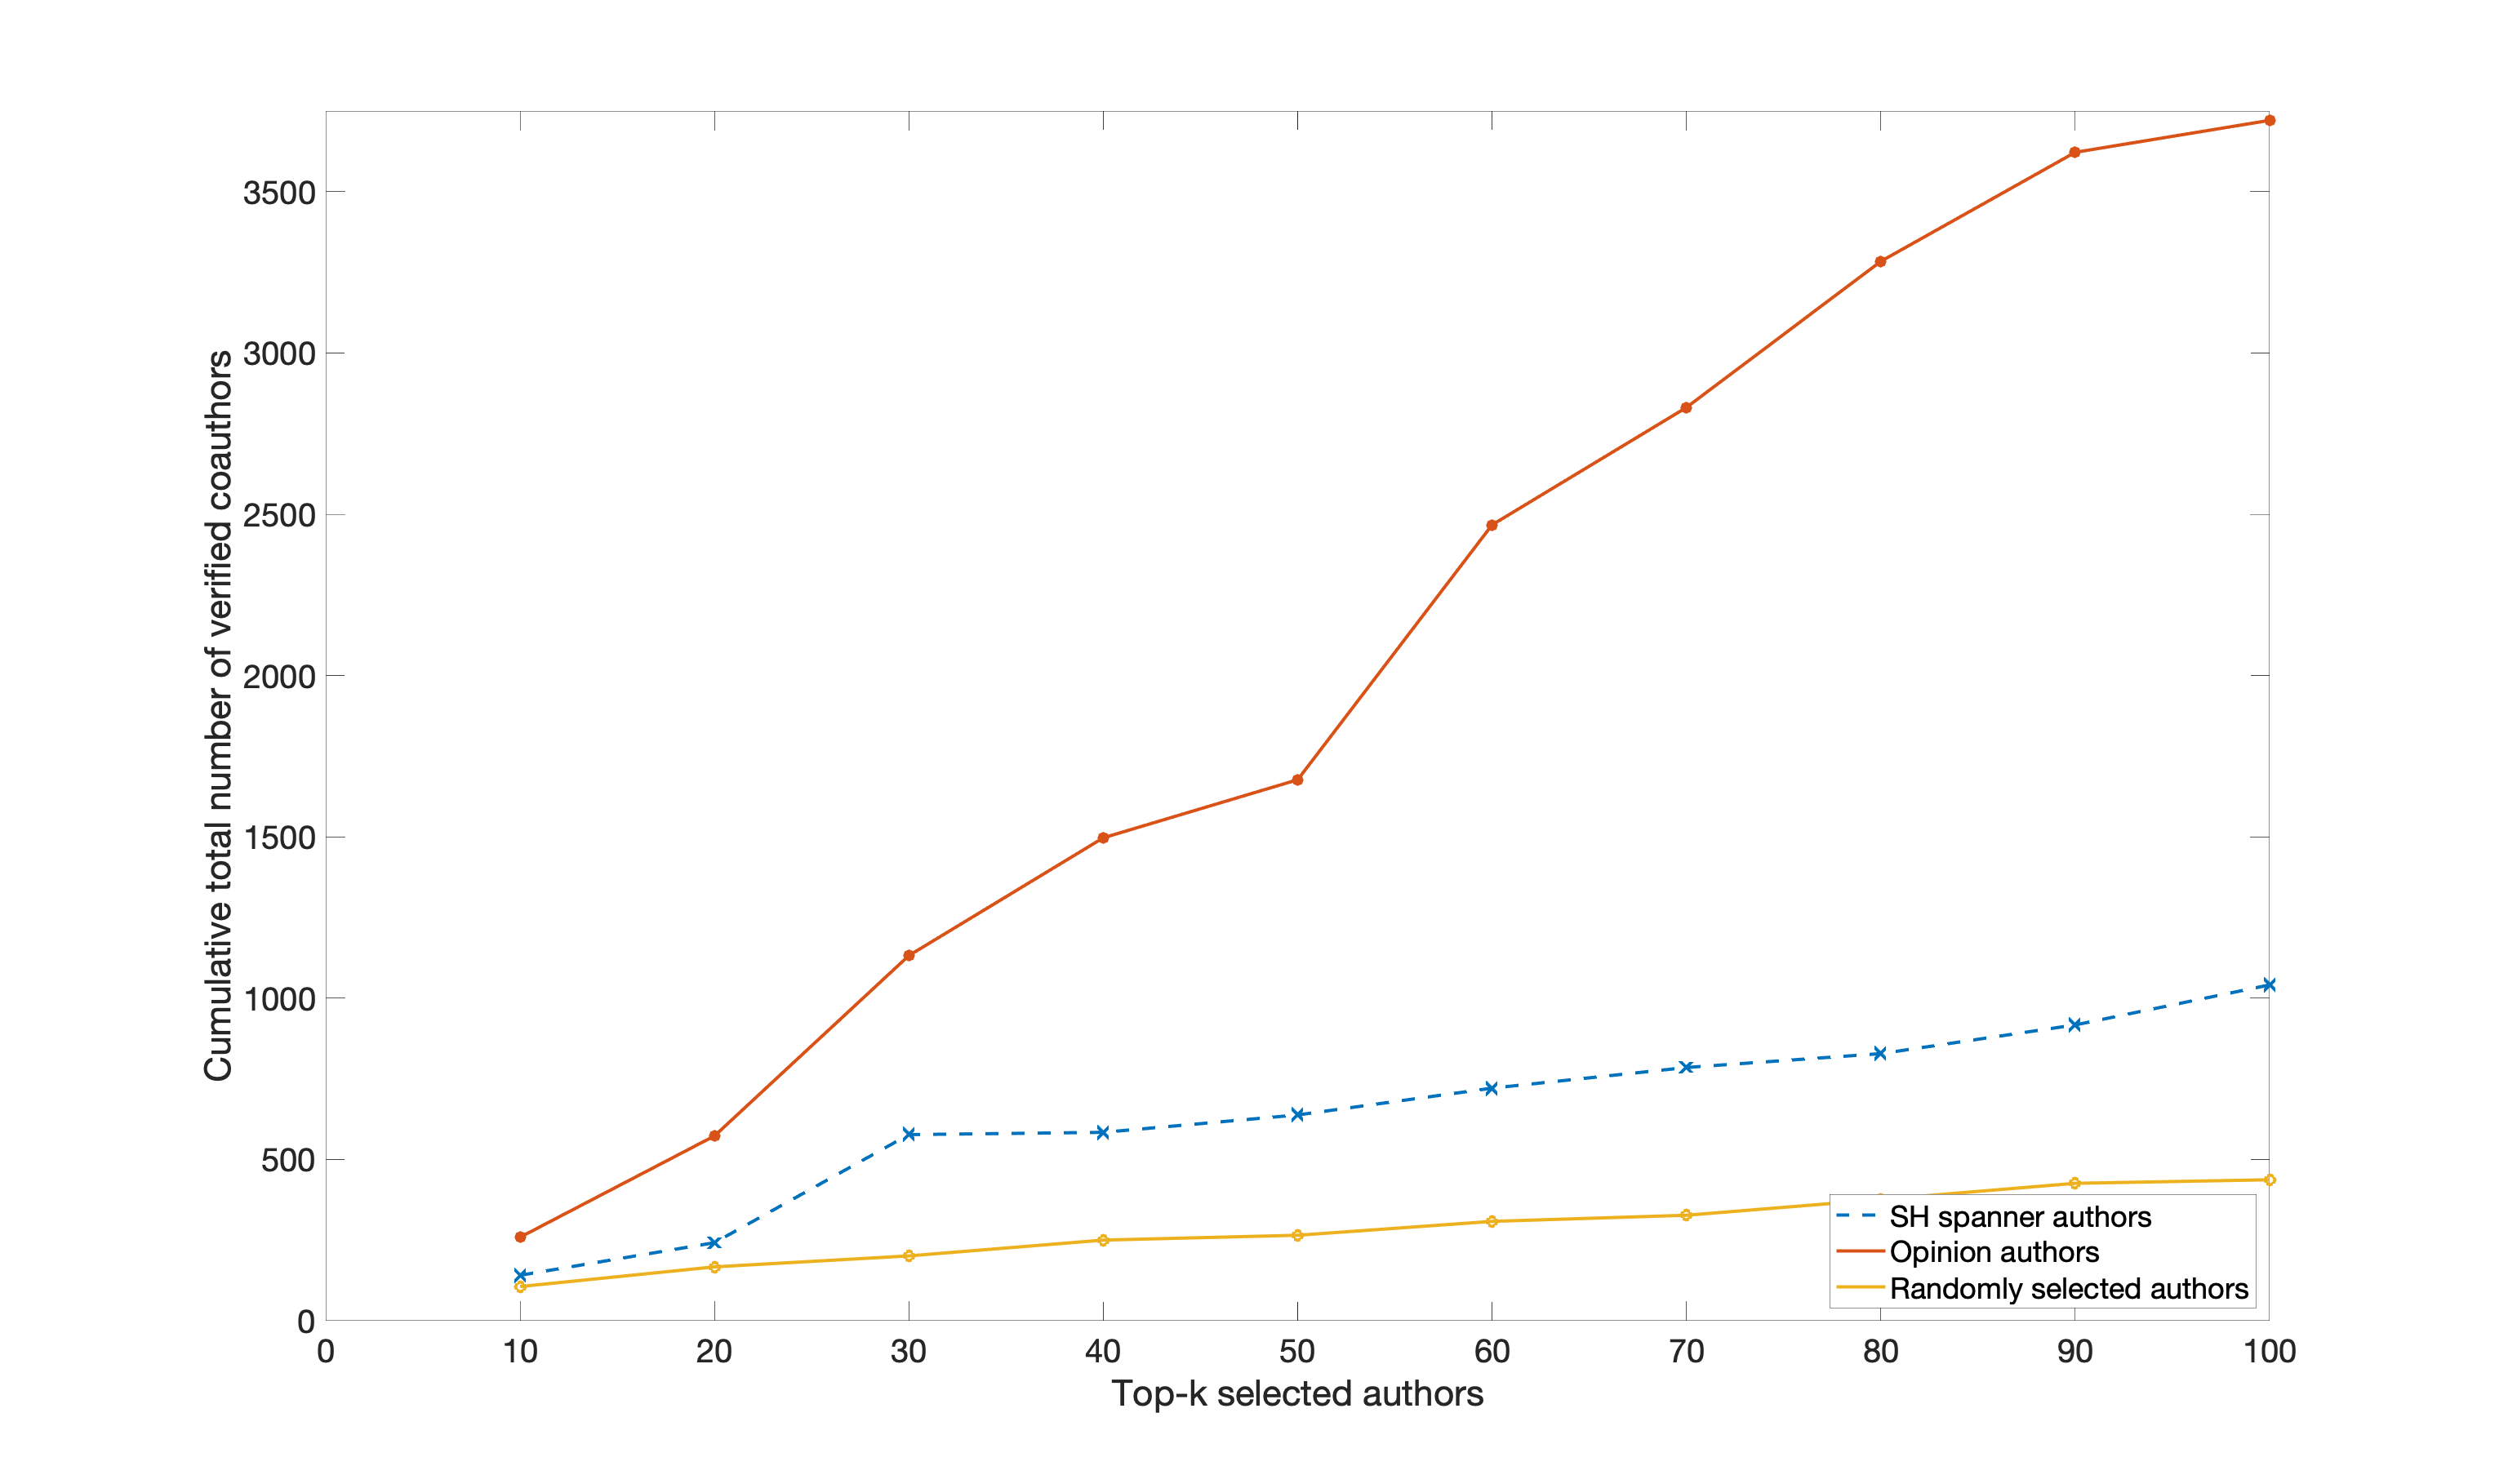 Cumulative total number of verified coauthors
3500
3000
2500
2000
1500
1000
500
0
0 10 20 30 40 50 60 70 80 90 100
Top-k selected authors
SH spanner authors
Opinion authors
Randomly selected authors